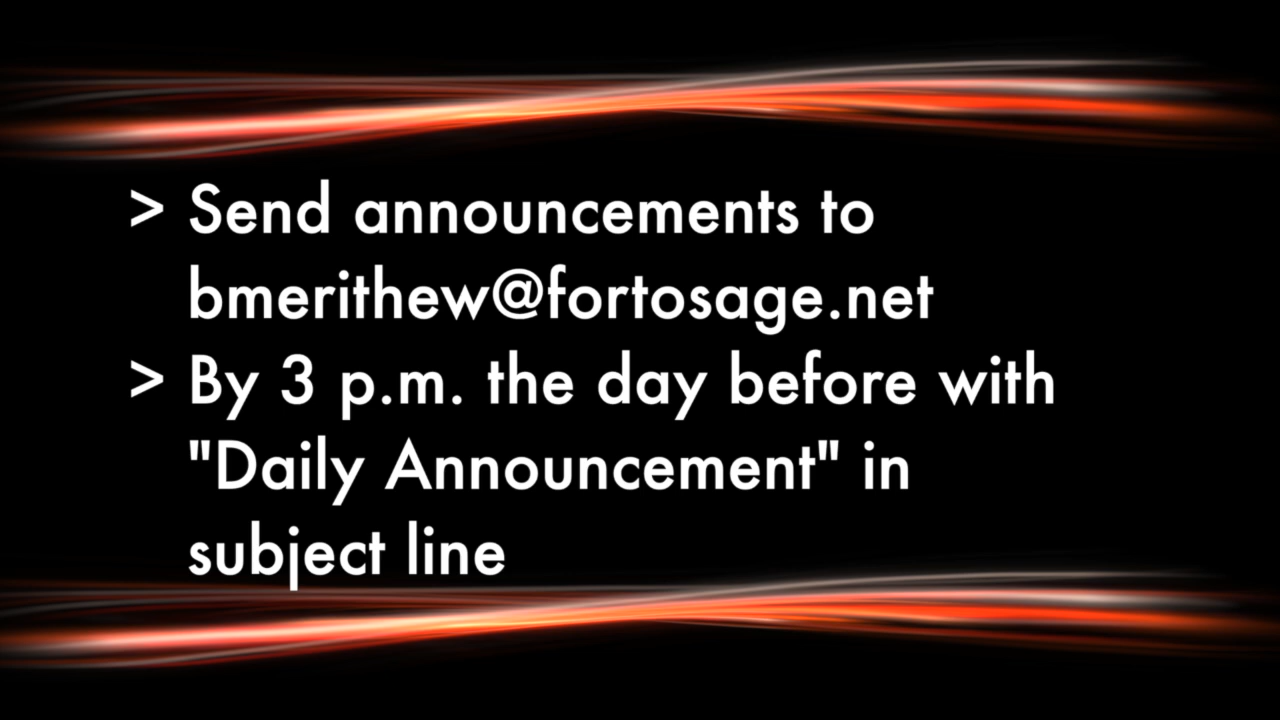 > Send announcements to
bmerithew@fortosage.net
> By 3 p.m. the day before with
"Daily Announcement" in
subject line